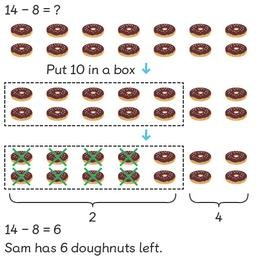 14 − 8 = ?
Put 10 in a box
2
4
14 − 8 = 6
Sam has 6 doughnuts left.